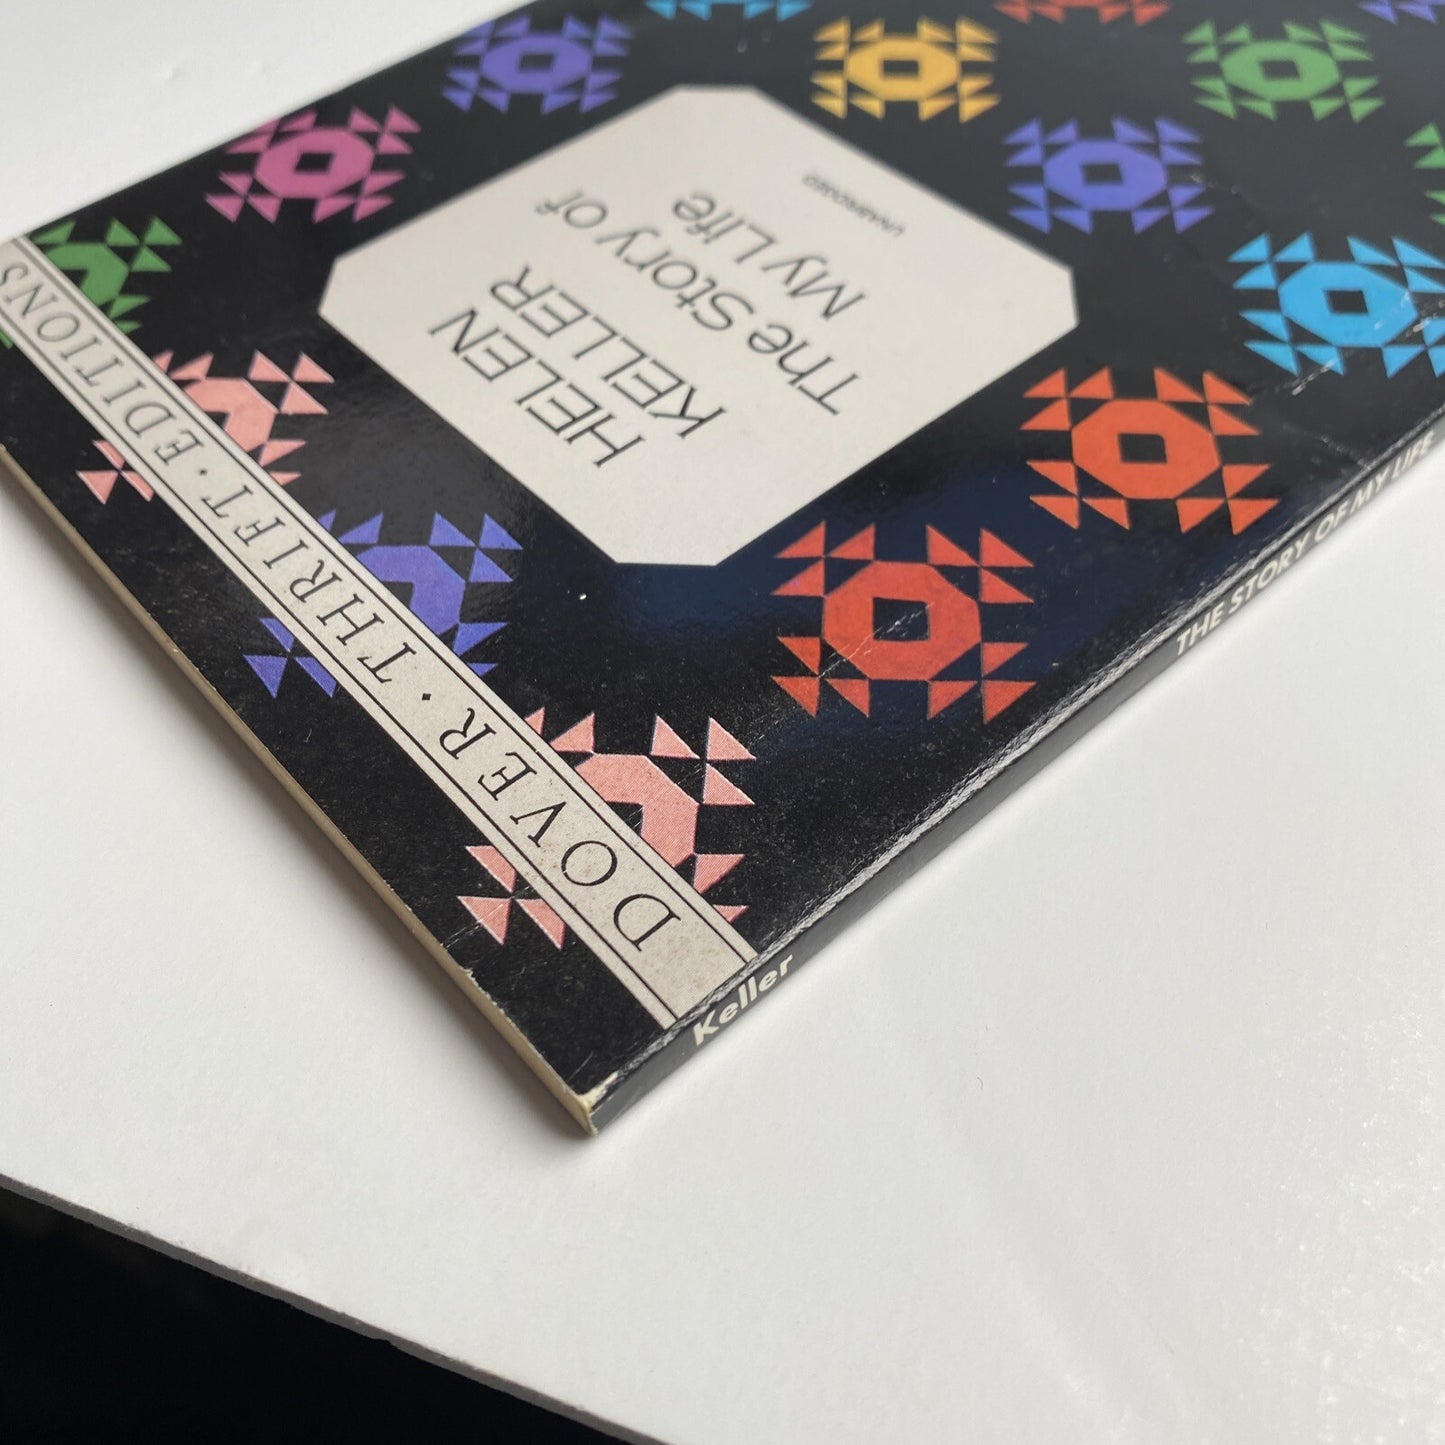 DOVER · THRIFT · EDITIONS
HELEN
KELLER
The Story of
My Life
UNABRIDGED
Keller
THE STORY OF MY LIFE